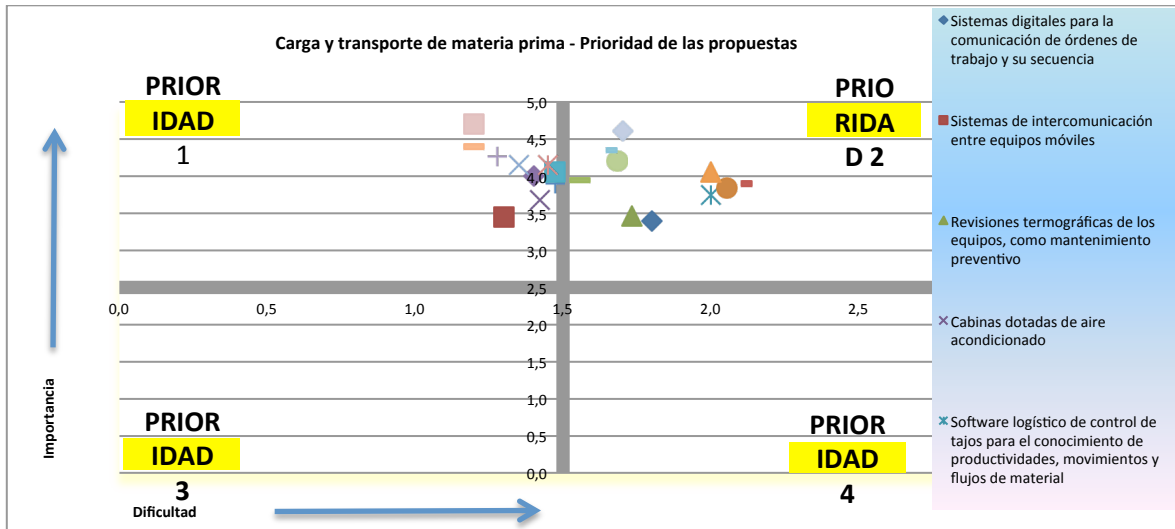 Carga y transporte de materia prima - Prioridad de las propuestas
PRIOR
IDAD
1
PRIO
RIDA
D 2
5,0
4,5
4,0
3,5
3,0
2,5
2,0
1,5
1,0
0,5
0,0
0,0
0,5
1,0
1,5
2,0
2,5
Importancia
PRIOR
IDAD
3
PRIOR
IDAD
4
Dificultad
Sistemas digitales para la
comunicación de órdenes de
trabajo y su secuencia
Sistemas de intercomunicación
entre equipos móviles
Revisiones termográficas de los
equipos, como mantenimiento
preventivo
Cabinas dotadas de aire
acondicionado
Software logístico de control de
tajos para el conocimiento de
productividades, movimientos y
flujos de material